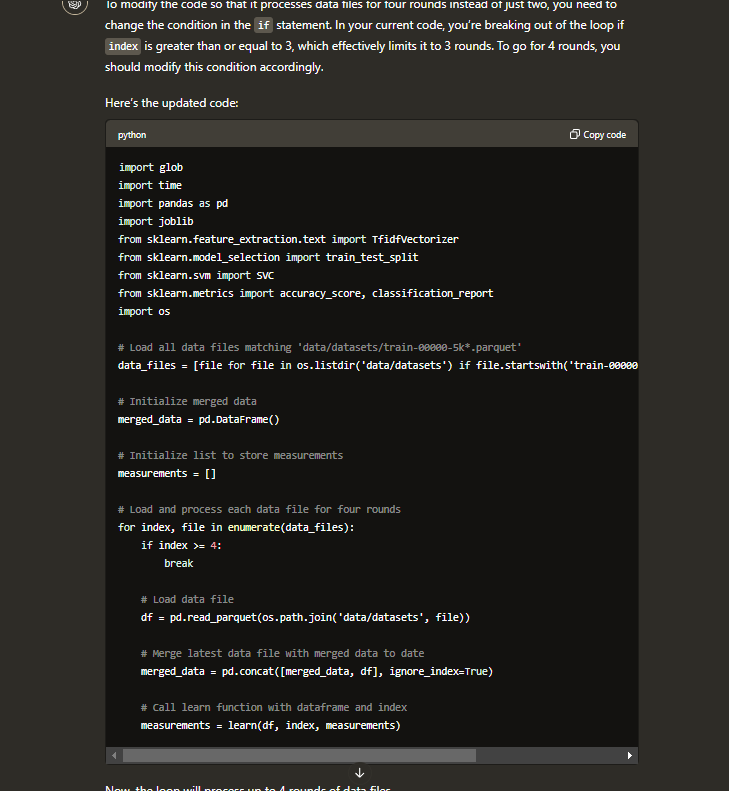 To modify the code so that it processes data files for four rounds instead of just two, you need to
change the condition in the if statement. In your current code, you're breaking out of the loop if
index is greater than or equal to 3, which effectively limits it to 3 rounds. To go for 4 rounds, you
should modify this condition accordingly.
Here's the updated code:
python
Copy code
import glob
import time
import pandas as pd
import joblib
from sklearn.feature_extraction.text import TfidfVectorizer
from sklearn.model_selection import train_test_split
from sklearn.svm import SVC
from sklearn.metrics import accuracy_score, classification_report
import os
# Load all data files matching 'data/datasets/train-00000-5k*.parquet'
data_files = [file for file in os.listdir('data/datasets') if file.startswith('train-00000
# Initialize merged data
merged_data = pd.DataFrame()
# Initialize list to store measurements
measurements = []
# Load and process each data file for four rounds
for index, file in enumerate(data_files):
    if index >= 4:
        break
    # Load data file
    df = pd.read_parquet(os.path.join('data/datasets', file))
    # Merge latest data file with merged data to date
    merged_data = pd.concat([merged_data, df], ignore_index=True)
    # Call learn function with dataframe and index
    measurements = learn(df, index, measurements)
Now, the loop will process up to 4 rounds of data files.